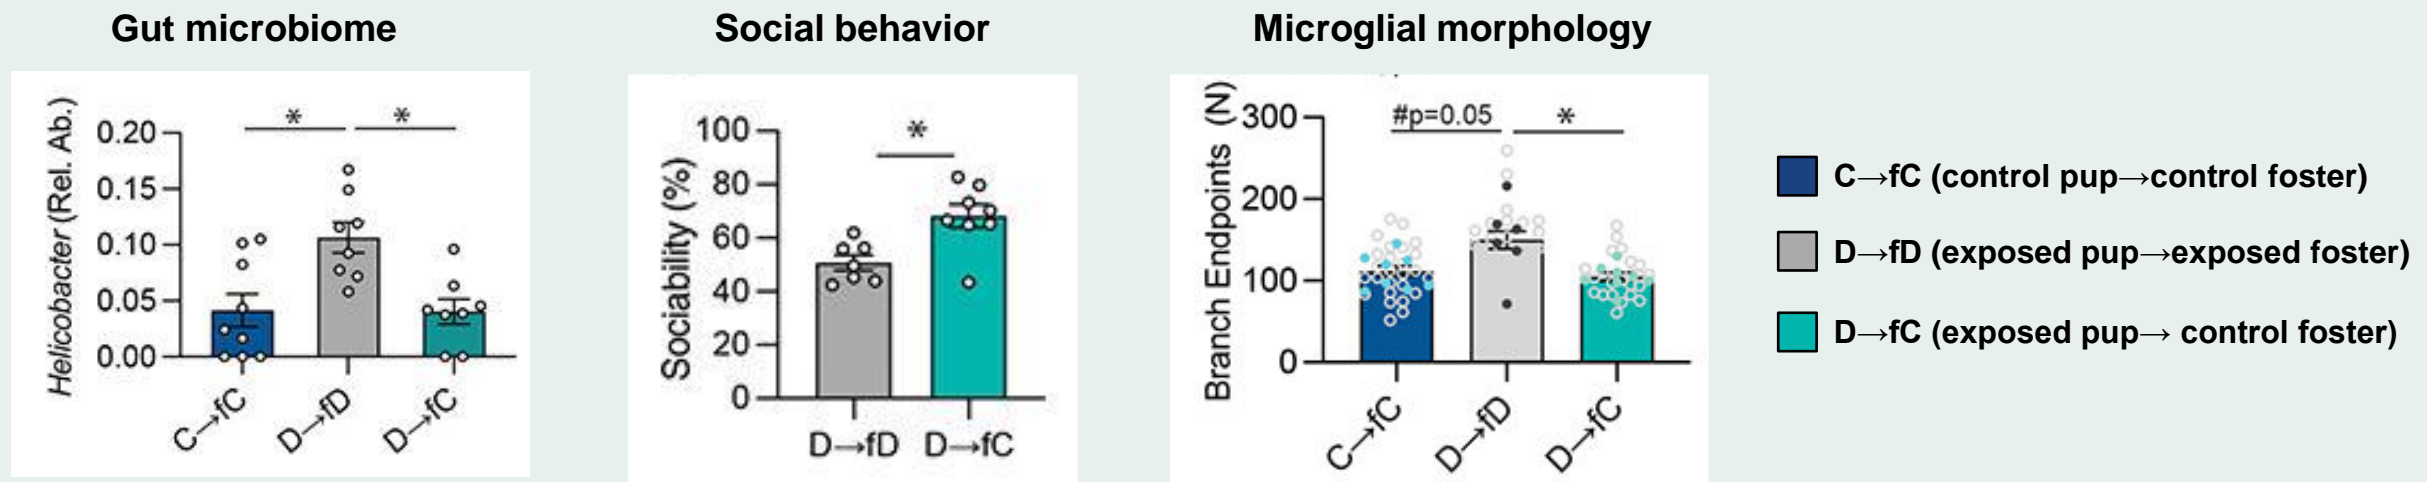 Gut microbiome
Helicobacter (Rel. Ab.)
0.20
0.15
0.10
0.05
0.00
*
*
C→fC
D→fD
D→fC
Social behavior
Sociability (%)
100
80
60
40
20
0
*
D→fD
D→fC
Microglial morphology
Branch Endpoints (N)
300
200
100
0
#p=0.05
*
C→fC
D→fD
D→fC
C→fC (control pup→control foster)
D→fD (exposed pup→exposed foster)
D→fC (exposed pup→ control foster)